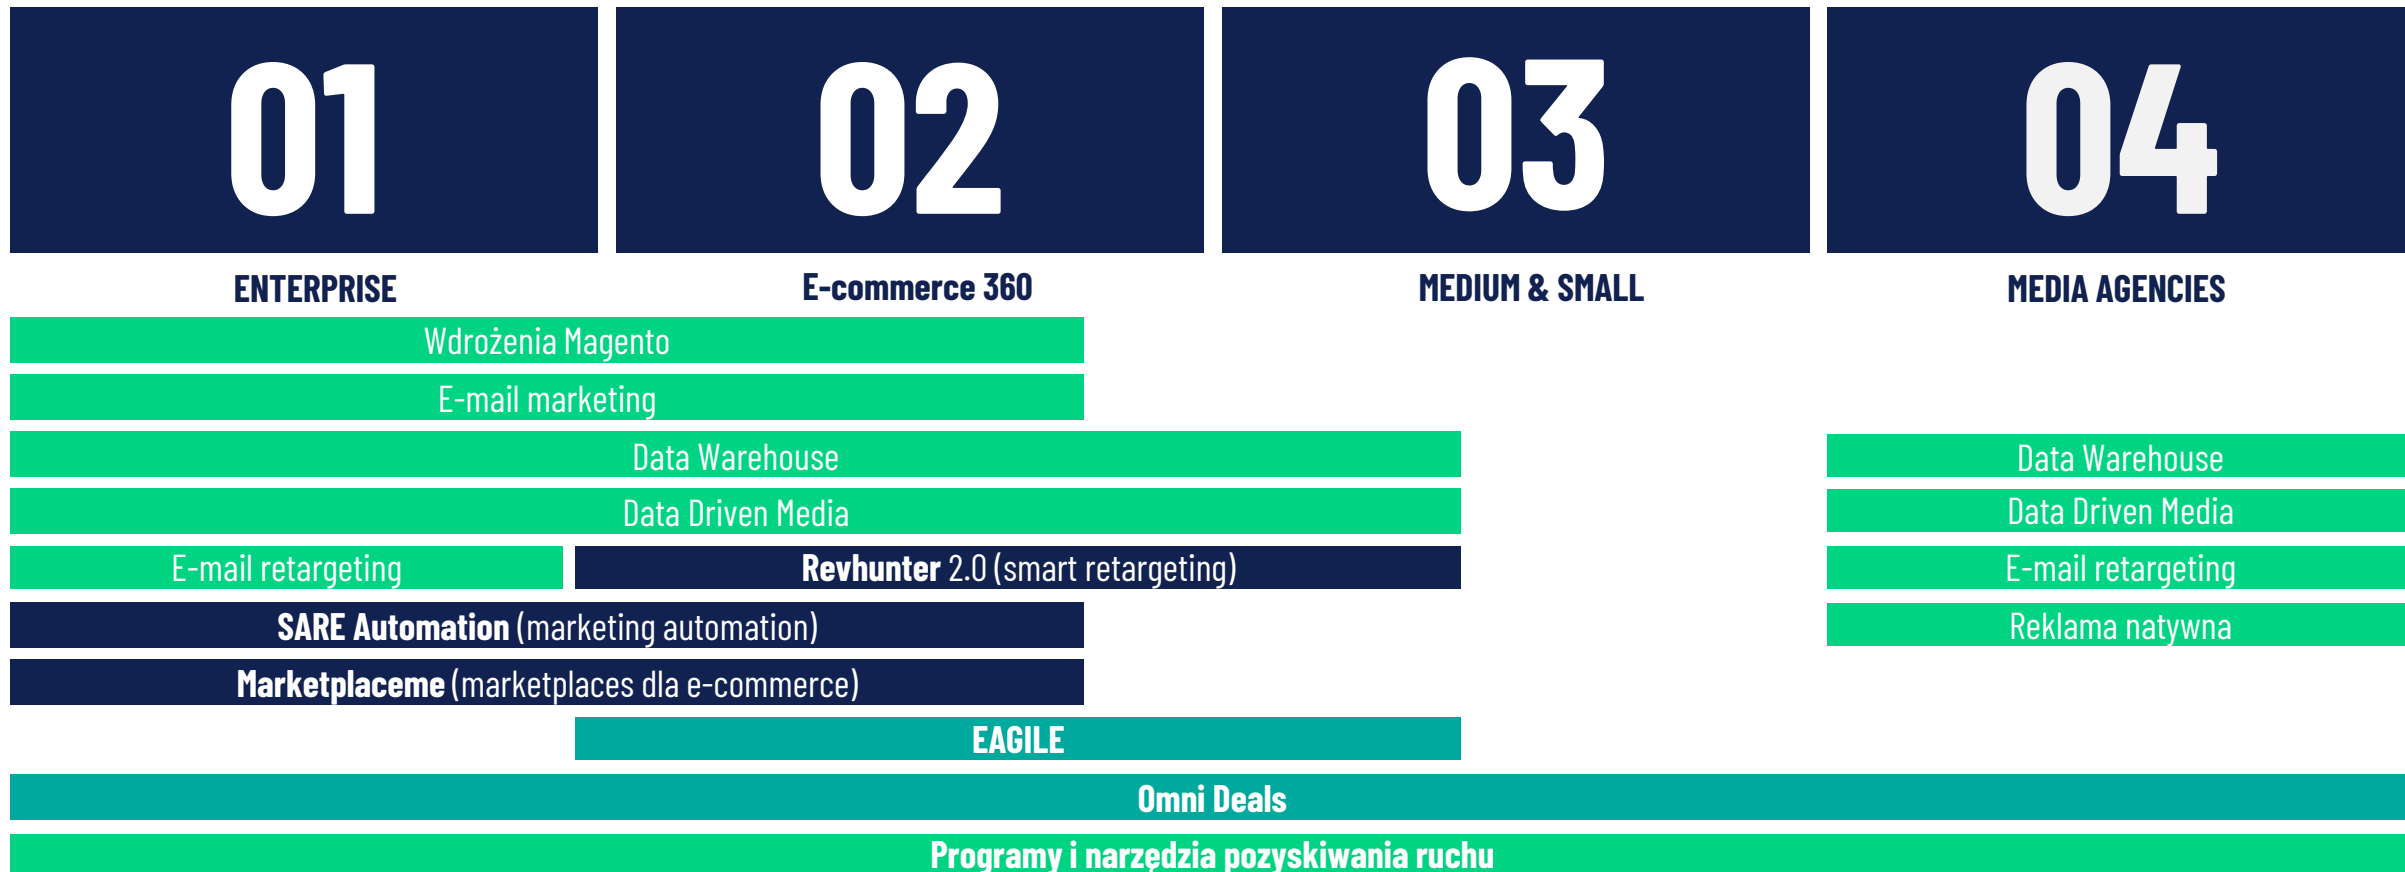 01
02
03
04
ENTERPRISE
E-commerce 360
MEDIUM & SMALL
MEDIA AGENCIES
Wdrożenia Magento
E-mail marketing
Data Warehouse
Data Warehouse
Data Driven Media
Data Driven Media
E-mail retargeting
Revhunter 2.0 (smart retargeting)
E-mail retargeting
SARE Automation (marketing automation)
Reklama natywna
Marketplaceme (marketplaces dla e-commerce)
EAGILE
Omni Deals
Programy i narzędzia pozyskiwania ruchu